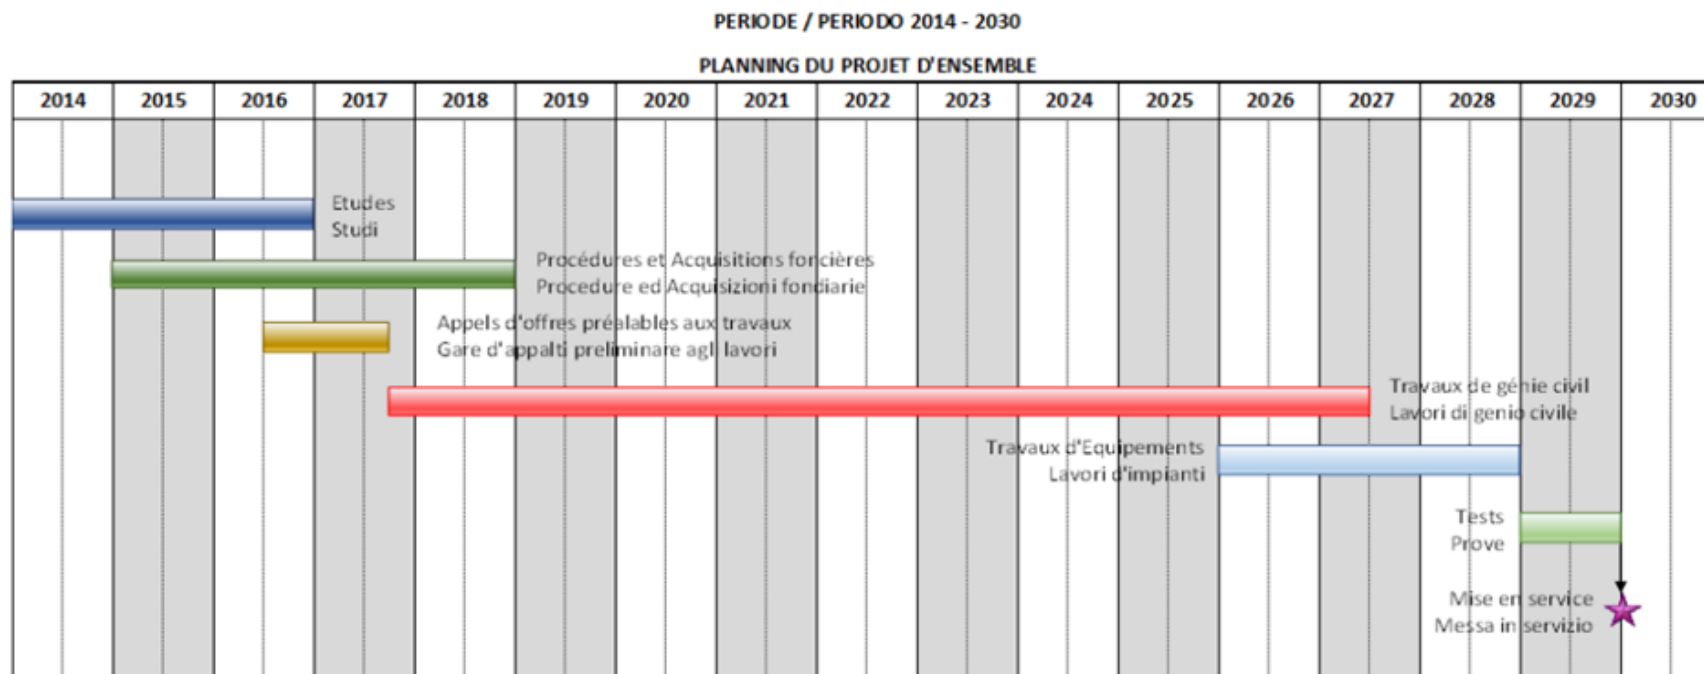 PERIODE / PERIODO 2014 - 2030
PLANNING DU PROJET D'ENSEMBLE
2014 2015 2016 2017 2018 2019 2020 2021 2022 2023 2024 2025 2026 2027 2028 2029 2030
Etudes
Studi
Procédures et Acquisitions foncières
Procedure ed Acquisizioni fondiarie
Appels d'offres préalables aux travaux
Gare d'appalti preliminare agli lavori
Travaux de génie civil
Lavori di genio civile
Travaux d'Equipements
Lavori d'impianti
Tests
Prove
Mise en service
Messa in servizio